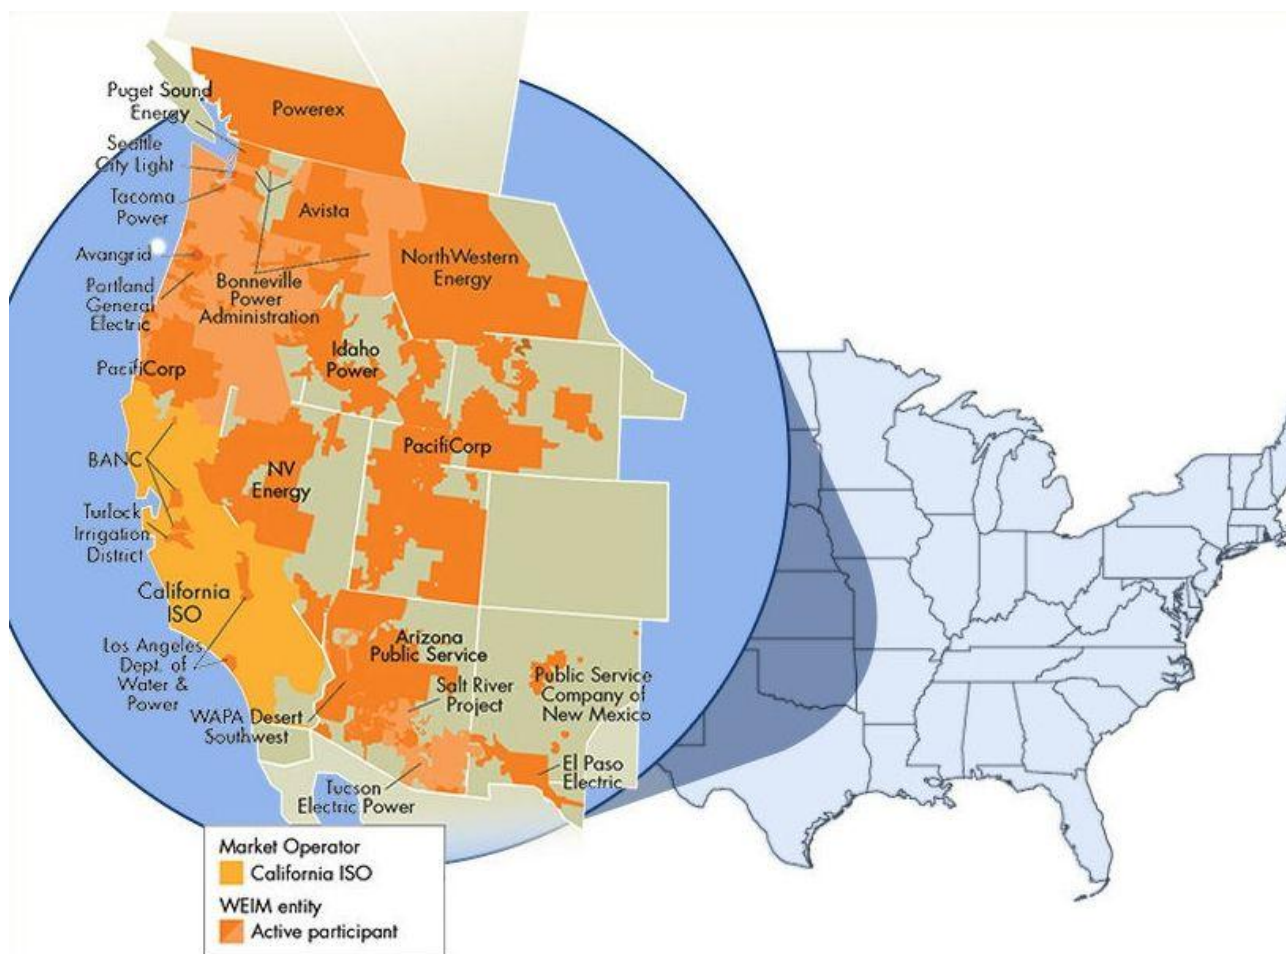 Powerex
Puget Sound
Energy
Seattle
City Light
Tacoma
Power
Avista
Avangrid
NorthWestern
Energy
Portland
General
Electric
Bonneville
Power
Administration
PacifiCorp
Idaho
Power
BANC
NV
Energy
PacifiCorp
Turlock
Irrigation
District
California
ISO
Los Angeles
Dept. of
Water &
Power
Arizona
Public Service
Salt River
Project
Public Service
Company of
New Mexico
WAPA Desert
Southwest
Tucson
Electric Power
El Paso
Electric
Market Operator
California ISO
WEIM entity
Active participant